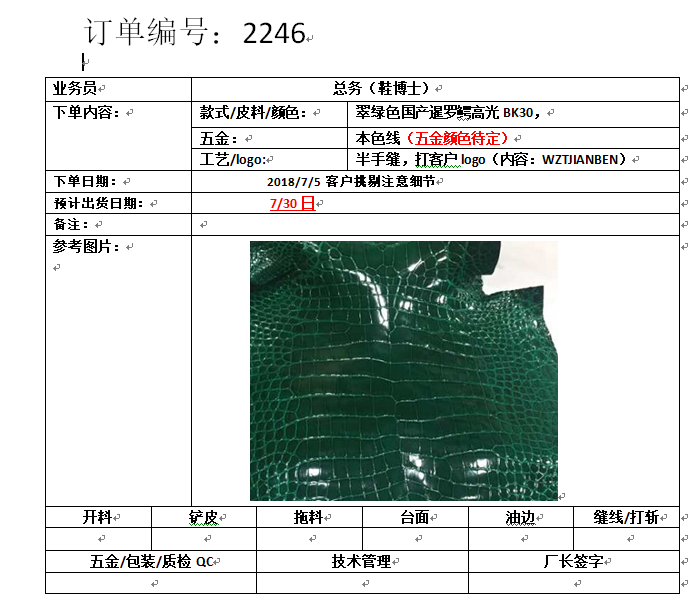 订单编号：2246
业务员 总务（鞋博士）
下单内容： 款式/皮料/颜色： 翠绿色国产暹罗鳄高光 BK30，
五金： 本色线（五金颜色待定）
工艺/logo: 半手缝，打客户 logo（内容：WZTJIANBEN）
下单日期： 2018/7/5 客户挑剔注意细节
预计出货日期： 7/30 日
备注：
参考图片：
开料 铲皮 拖料 台面 油边 缝线/打斩
五金/包装/质检 QC 技术管理 厂长签字